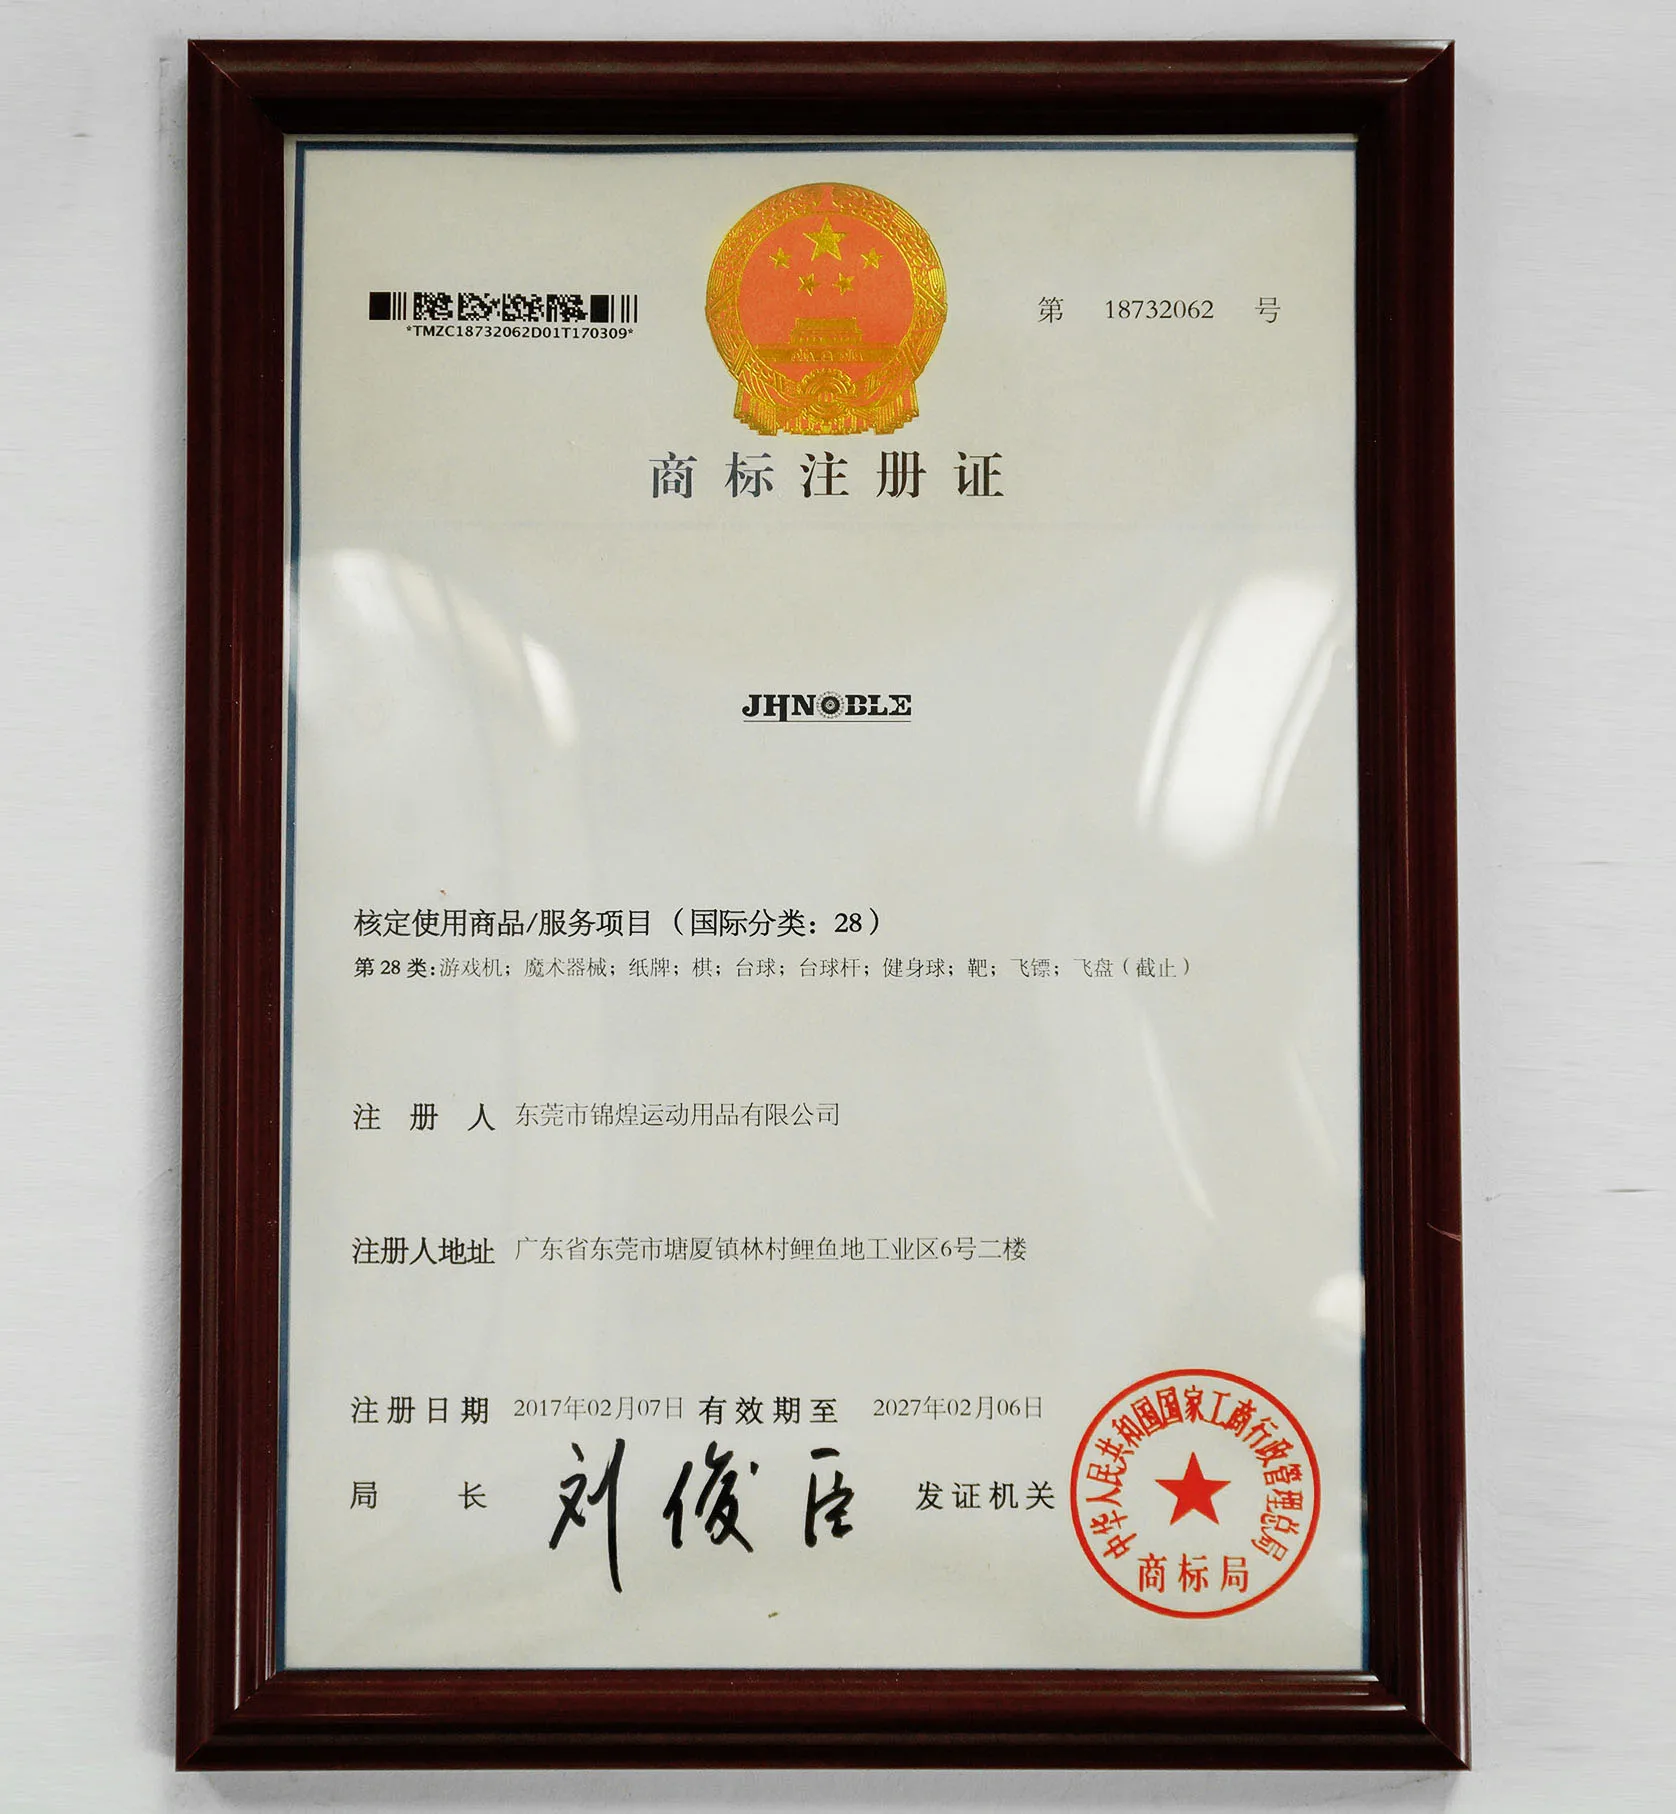 *TMZC18732062D01T170309*
第 18732062 号
商标注册证
JHNOBLE
核定使用商品/服务项目（国际分类：28）
第 28 类:游戏机；魔术器械；纸牌；棋；台球；台球杆；健身球；靶；飞镖；飞盘（截止）
注册人 东莞市锦煌运动用品有限公司
注册人地址 广东省东莞市塘厦镇林村鲤鱼地工业区6号二楼
注册日期 2017年02月07日 有效期至 2027年02月06日
局长 刘俊臣 发证机关
中华人民共和国国家工商行政管理总局
商标局